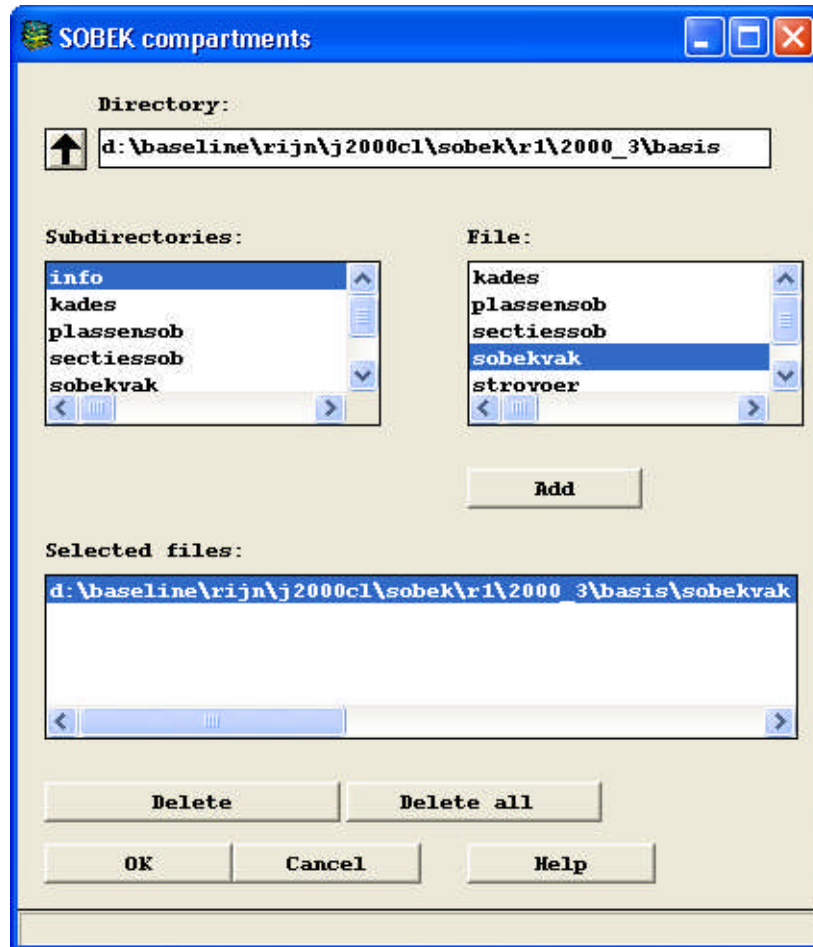 SOBEK compartments
Directory:
d:\baseline\rijn\j2000cl\sobek\r1\2000_3\basis
Subdirectories:
info
kades
plassensob
sectiessob
sobekvak
File:
kades
plassensob
sectiessob
sobekvak
strovoer
Add
Selected files:
d:\baseline\rijn\j2000cl\sobek\r1\2000_3\basis\sobekvak
Delete
Delete all
OK
Cancel
Help